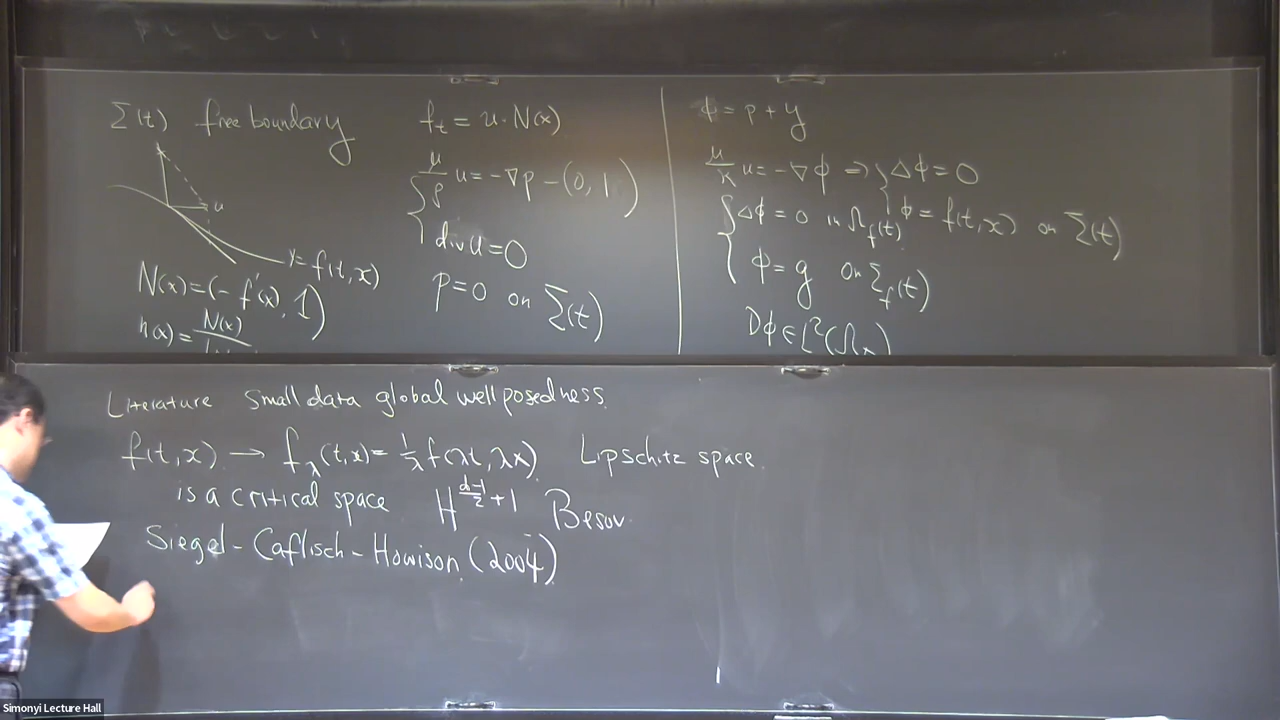 Σ(t) free boundary
u
y=f(t,x)
N(x)=(-f'(x), 1)
n(x)=N(x)
f_t = u·N(x)
μ/ρ u=-∇p-(0,1)
div u=0
p=0 on Σ(t)
ϕ=p+y
μ/K u=-∇ϕ ⇒ {Δϕ=0
ϕ=f(t,x) on Σ(t)
{Δϕ=0 in Ω_f(t)
ϕ=g on Σ_f(t)
Dϕ∈L²(Ω
Literature Small data global wellposedness.
f(t,x) → f_λ(t,x)=1/λ f(λt,λx) Lipschitz space
is a critical space H^{(d-1)/2+1} Besov.
Siegel-Caflisch-Howison (2004)
Simonyi Lecture Hall